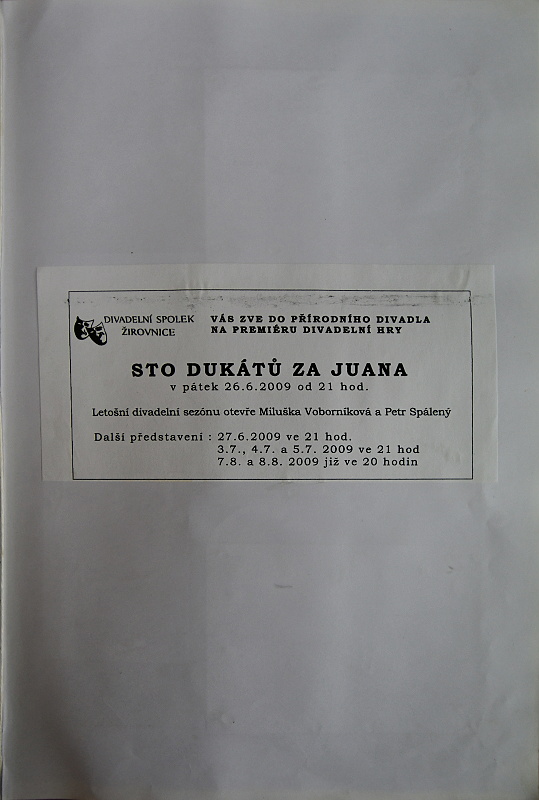 DIVADELNÍ SPOLEK
ŽIROVNICE
VÁS ZVE DO PŘÍRODNÍHO DIVADLA
NA PREMIÉRU DIVADELNÍ HRY
STO DUKÁTŮ ZA JUANA
v pátek 26.6.2009 od 21 hod.
Letošní divadelní sezónu otevře Miluška Voborníková a Petr Spálený
Další představení : 27.6.2009 ve 21 hod.
3.7., 4.7. a 5.7. 2009 ve 21 hod
7.8. a 8.8. 2009 již ve 20 hodin